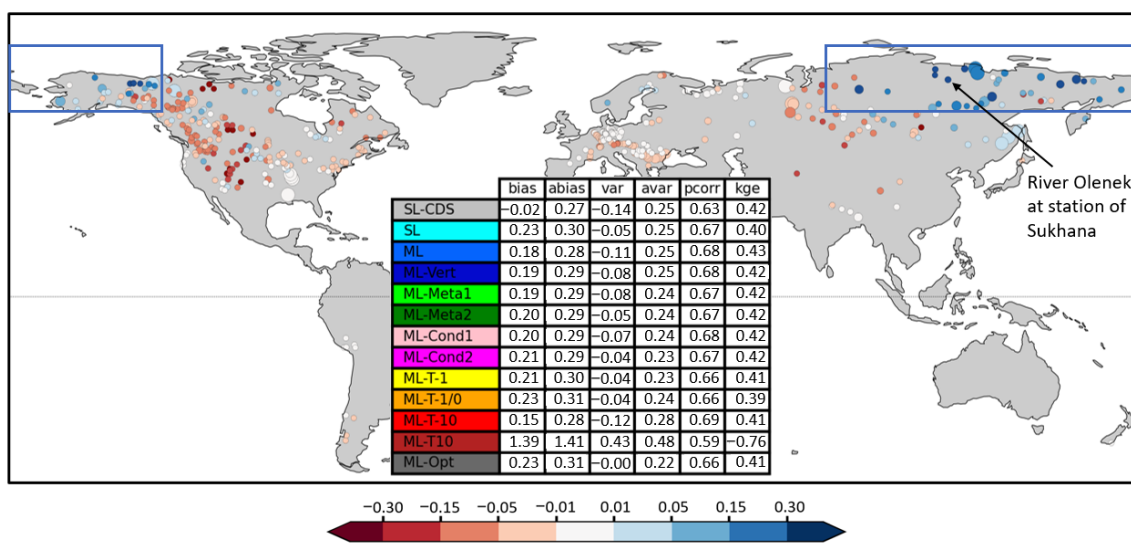 River Olenek
at station of
Sukhana
bias abias var avar pcorr kge
SL-CDS −0.02 0.27 −0.14 0.25 0.63 0.42
SL 0.23 0.30 −0.05 0.25 0.67 0.40
ML 0.18 0.28 −0.11 0.25 0.68 0.43
ML-Vert 0.19 0.29 −0.08 0.25 0.68 0.42
ML-Meta1 0.19 0.29 −0.08 0.24 0.67 0.42
ML-Meta2 0.20 0.29 −0.05 0.24 0.67 0.42
ML-Cond1 0.20 0.29 −0.07 0.24 0.68 0.42
ML-Cond2 0.21 0.29 −0.04 0.23 0.67 0.42
ML-T-1 0.21 0.30 −0.04 0.23 0.66 0.41
ML-T-1/0 0.23 0.31 −0.04 0.24 0.66 0.39
ML-T-10 0.15 0.28 −0.12 0.28 0.69 0.41
ML-T10 1.39 1.41 0.43 0.48 0.59 −0.76
ML-Opt 0.23 0.31 −0.00 0.22 0.66 0.41
−0.30 −0.15 −0.05 −0.01 0.01 0.05 0.15 0.30